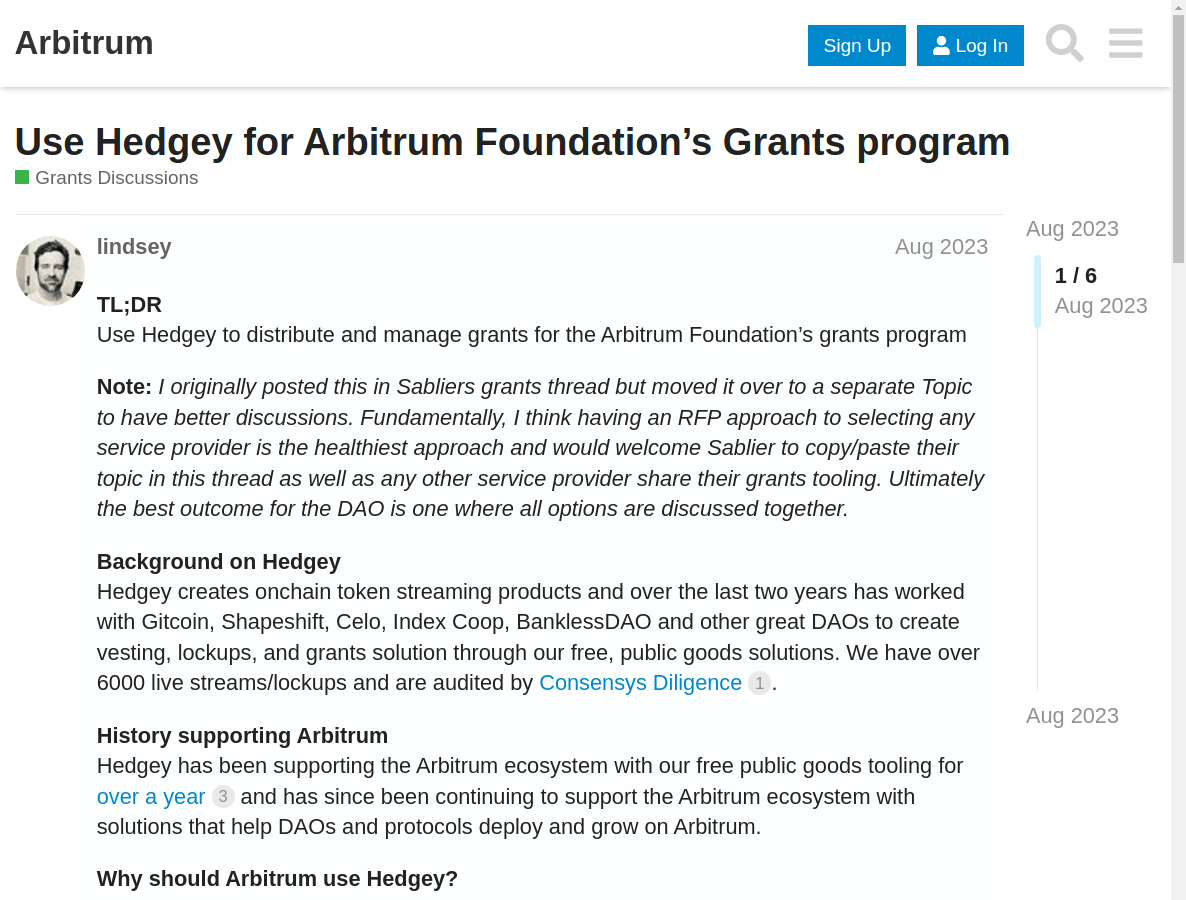 Arbitrum
Sign Up
Log In
Use Hedgey for Arbitrum Foundation’s Grants program
Grants Discussions
lindsey
Aug 2023
TL;DR
Use Hedgey to distribute and manage grants for the Arbitrum Foundation’s grants program
Note: I originally posted this in Sabliers grants thread but moved it over to a separate Topic
to have better discussions. Fundamentally, I think having an RFP approach to selecting any
service provider is the healthiest approach and would welcome Sablier to copy/paste their
topic in this thread as well as any other service provider share their grants tooling. Ultimately
the best outcome for the DAO is one where all options are discussed together.
Background on Hedgey
Hedgey creates onchain token streaming products and over the last two years has worked
with Gitcoin, Shapeshift, Celo, Index Coop, BanklessDAO and other great DAOs to create
vesting, lockups, and grants solution through our free, public goods solutions. We have over
6000 live streams/lockups and are audited by Consensys Diligence 1.
History supporting Arbitrum
Hedgey has been supporting the Arbitrum ecosystem with our free public goods tooling for
over a year 3 and has since been continuing to support the Arbitrum ecosystem with
solutions that help DAOs and protocols deploy and grow on Arbitrum.
Why should Arbitrum use Hedgey?
Aug 2023
1 / 6
Aug 2023
Aug 2023